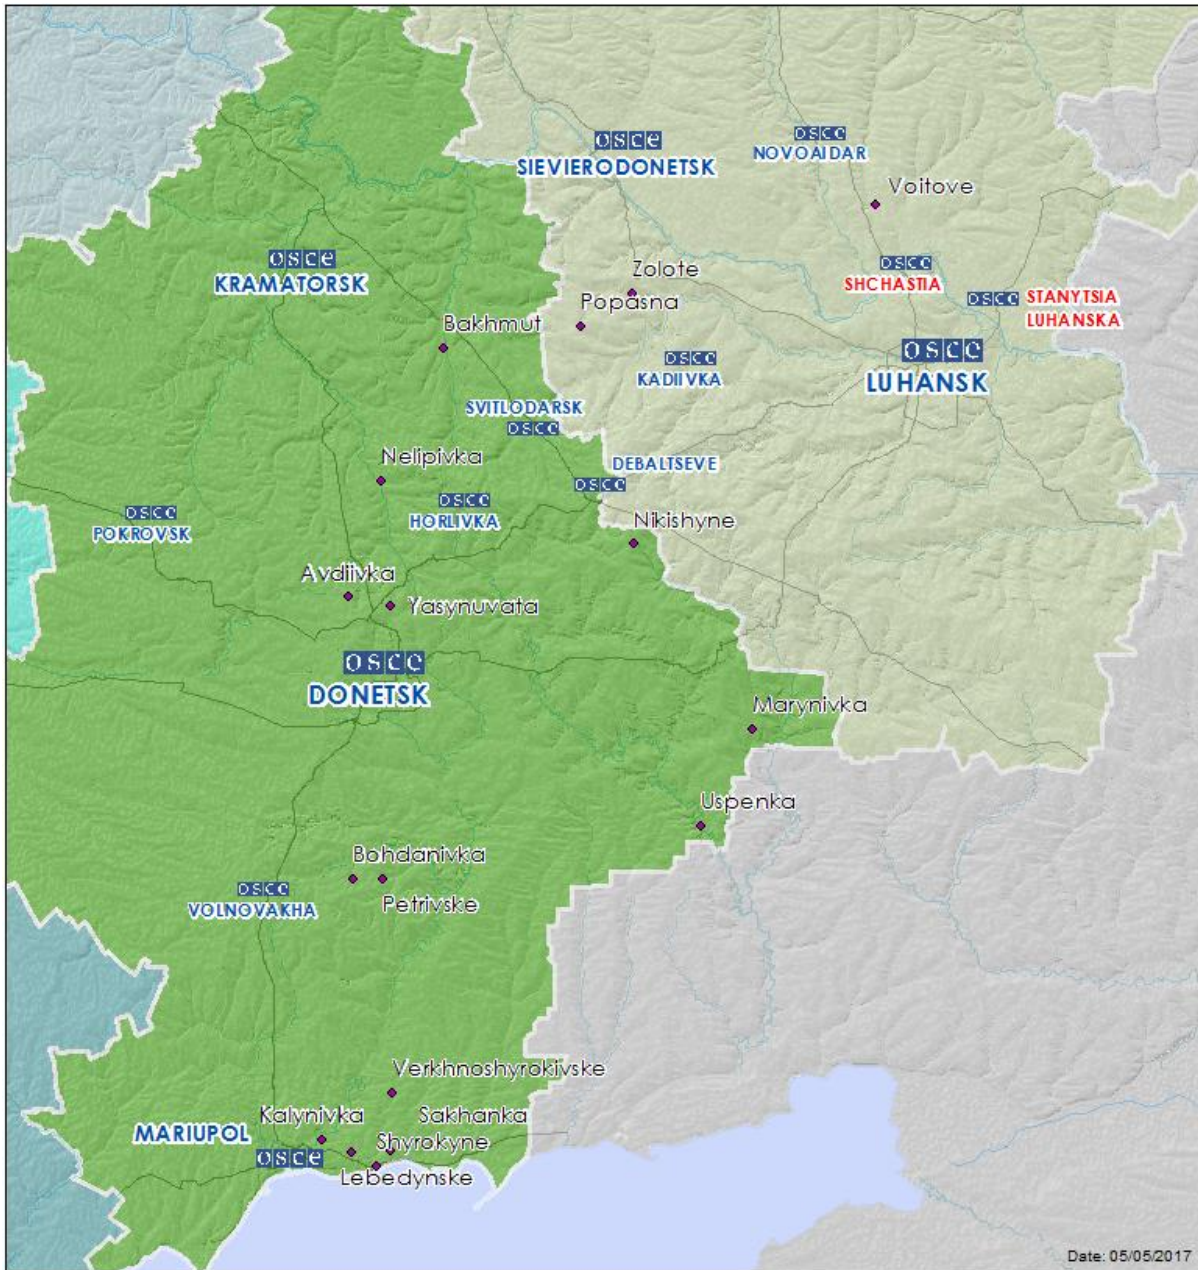 osce
SIEVIERODONETSK
osce
NOVOAIDAR
Voitove
osce
KRAMATORSK
Zolote
osce
SHCHASTIA
Popasna
osce
STANYTSIA
LUHANSKA
Bakhmut
osce
KADIIVKA
osce
LUHANSK
SVITLODARSK
osce
Nelipivka
DEBALTSEVE
osce
osce
HORLIVKA
osce
POKROVSK
Nikishyne
Avdiivka
Yasynuvata
osce
DONETSK
Marynivka
Uspenka
Bohdanivka
osce
VOLNOVAKHA
Petrivske
Verkhnoshyrokivske
Kalynivka
Sakhanka
MARIUPOL
osce
Shyrokyne
Lebedynske
Date: 05/05/2017